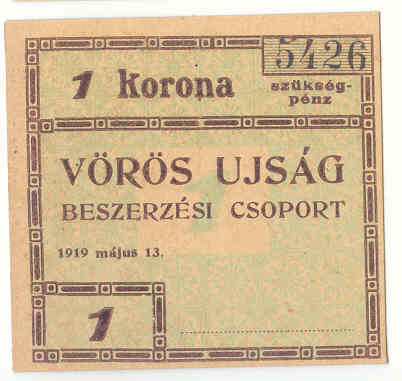 5426
1 Korona
szükség-
pénz
VÖRÖS UJSÁG
BESZERZÉSI CSOPORT
1919 május 13.
1